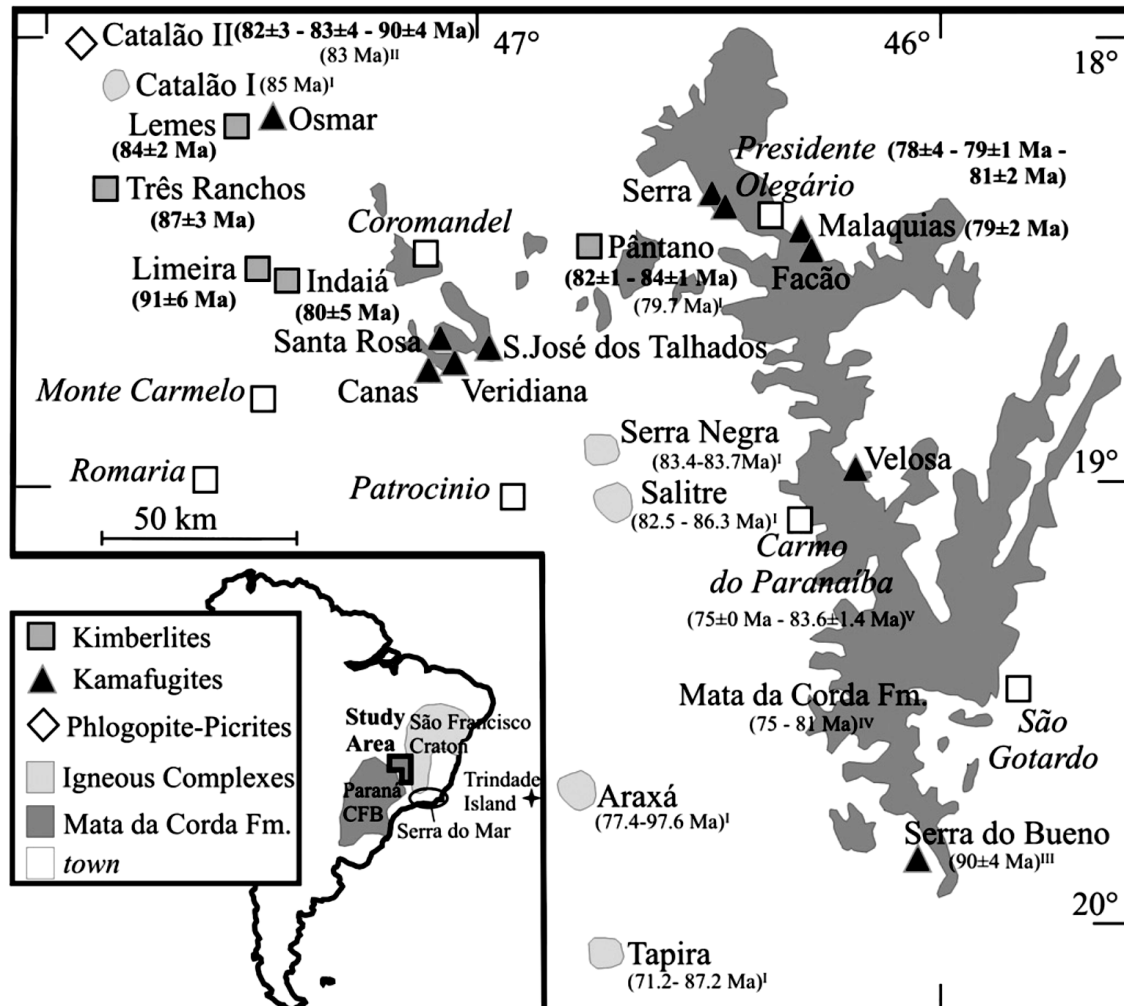 Catalão II(82±3 - 83±4 - 90±4 Ma)
(83 Ma)II
47°
46°
18°
Catalão I (85 Ma)I
Lemes
(84±2 Ma)
Osmar
Três Ranchos
(87±3 Ma)
Coromandel
Limeira
(91±6 Ma)
Indaiá
(80±5 Ma)
Presidente
Olegário
(78±4 - 79±1 Ma -
81±2 Ma)
Serra
Malaquias (79±2 Ma)
Pântano
(82±1 - 84±1 Ma)
(79.7 Ma)I
Facão
Santa Rosa
S.José dos Talhados
Canas
Veridiana
Monte Carmelo
Serra Negra
(83.4-83.7Ma)I
Velosa
19°
Romaria
Patrocinio
Salitre
(82.5 - 86.3 Ma)I
50 km
Carmo
do Paranaíba
(75±0 Ma - 83.6±1.4 Ma)V
Mata da Corda Fm.
(75 - 81 Ma)IV
São
Gotardo
Araxá
(77.4-97.6 Ma)I
Serra do Bueno
(90±4 Ma)III
20°
Tapira
(71.2- 87.2 Ma)I
Kimberlites
Kamafugites
Phlogopite-Picrites
Igneous Complexes
Mata da Corda Fm.
town
Study
Area
São Francisco
Craton
Paraná
CFB
Trindade
Island
Serra do Mar